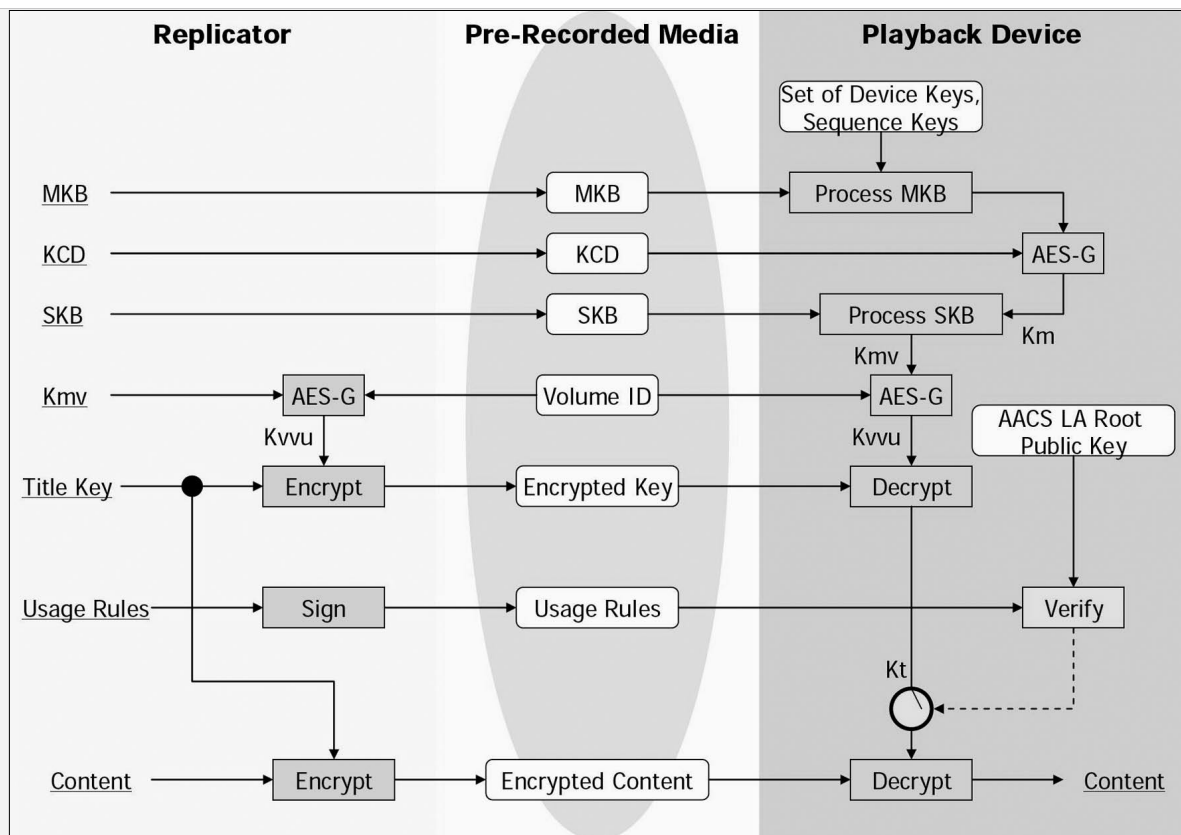 Replicator
Pre-Recorded Media
Playback Device
Set of Device Keys,
Sequence Keys
MKB
MKB
Process MKB
KCD
KCD
AES-G
SKB
SKB
Process SKB
Km
Kmv
Kmv
AES-G
Volume ID
AES-G
Kvvu
Kvvu
AACS LA Root
Public Key
Title Key
Encrypt
Encrypted Key
Decrypt
Usage Rules
Sign
Usage Rules
Verify
Kt
Content
Encrypt
Encrypted Content
Decrypt
Content